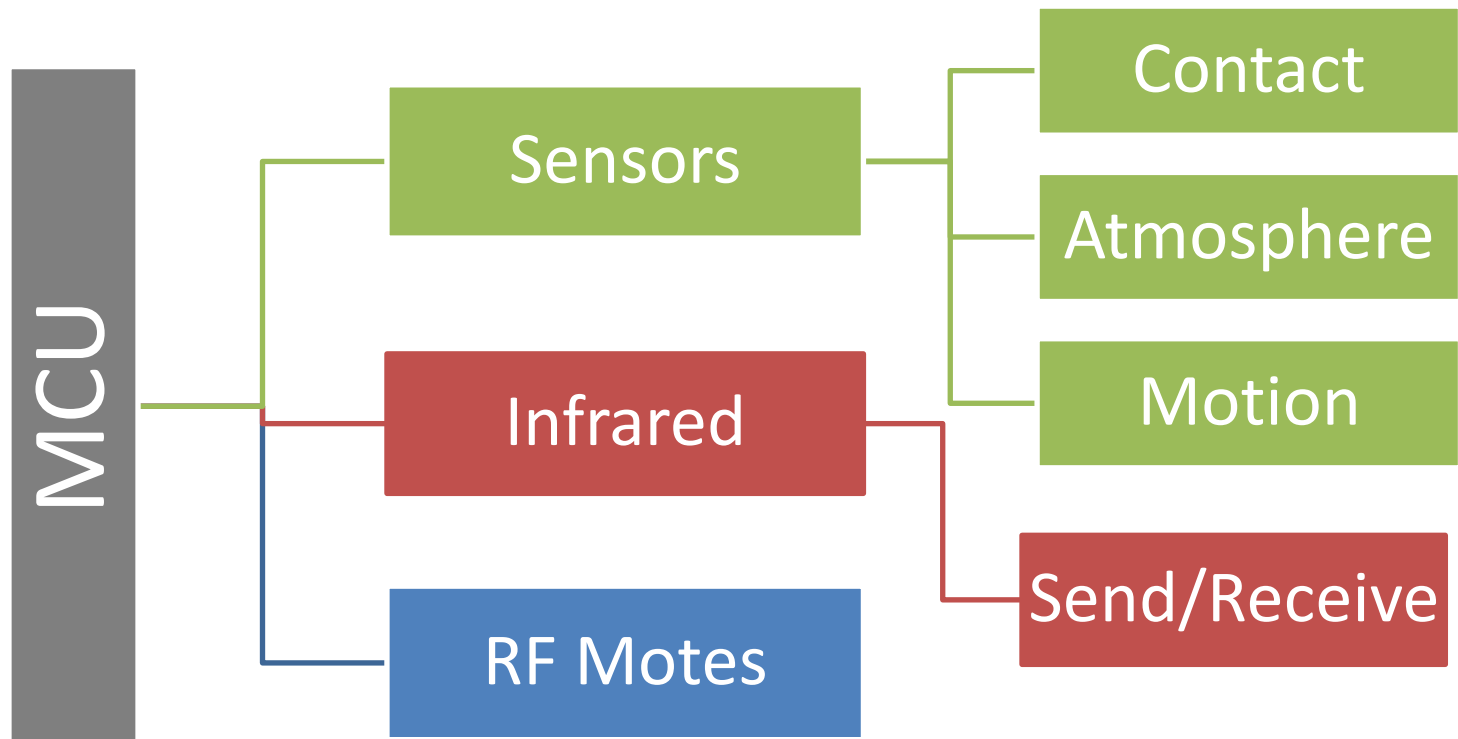 MCU
Sensors
Contact
Atmosphere
Motion
Infrared
Send/Receive
RF Motes